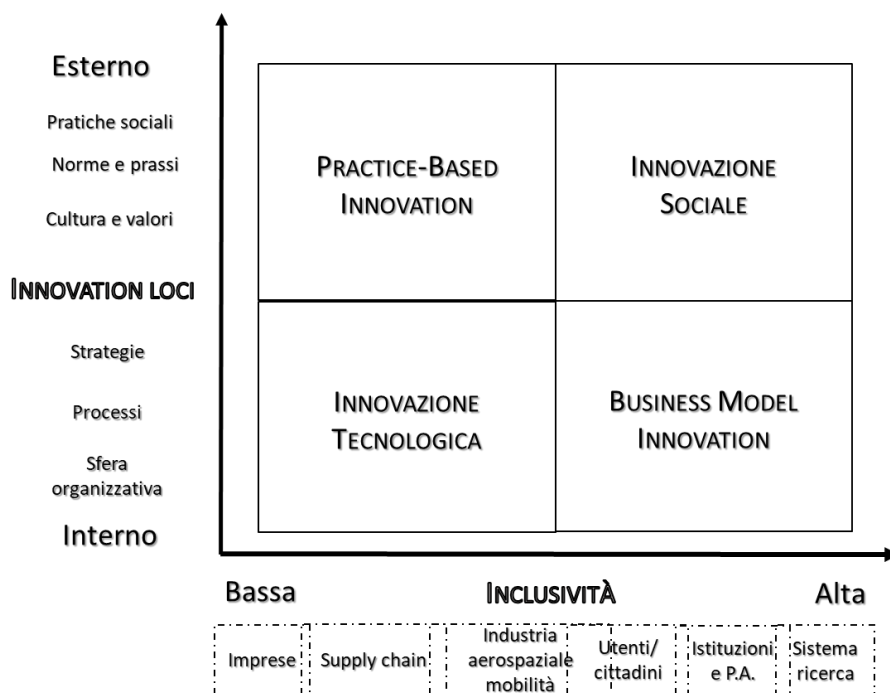 Esterno
Pratiche sociali
Norme e prassi
Cultura e valori
INNOVATION LOCI
Strategie
Processi
Sfera
organizzativa
Interno
PRACTICE-BASED
INNOVATION
INNOVAZIONE
SOCIALE
INNOVAZIONE
TECNOLOGICA
BUSINESS MODEL
INNOVATION
Bassa
INCLUSIVITÀ
Alta
Imprese
Supply chain
Industria
aerospaziale
mobilità
Utenti/
cittadini
Istituzioni
e P.A.
Sistema
ricerca